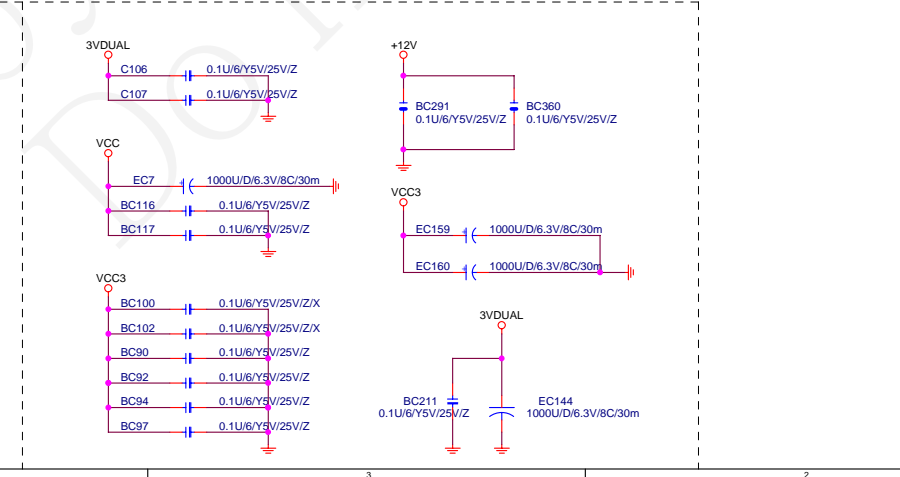 3VDUAL
C106 0.1U/6/Y5V/25V/Z
C107 0.1U/6/Y5V/25V/Z
VCC
EC7 1000U/D/6.3V/8C/30m
BC116 0.1U/6/Y5V/25V/Z
BC117 0.1U/6/Y5V/25V/Z
VCC3
BC100 0.1U/6/Y5V/25V/Z/X
BC102 0.1U/6/Y5V/25V/Z/X
BC90 0.1U/6/Y5V/25V/Z
BC92 0.1U/6/Y5V/25V/Z
BC94 0.1U/6/Y5V/25V/Z
BC97 0.1U/6/Y5V/25V/Z
+12V
BC291 BC360
0.1U/6/Y5V/25V/Z 0.1U/6/Y5V/25V/Z
VCC3
EC159 1000U/D/6.3V/8C/30m
EC160 1000U/D/6.3V/8C/30m
3VDUAL
BC211 EC144
0.1U/6/Y5V/25V/Z 1000U/D/6.3V/8C/30m
3 2